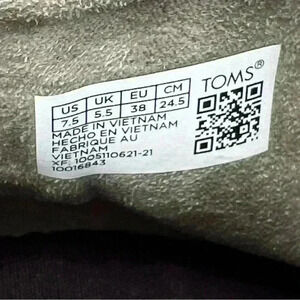 US UK EU CM
7.5 5.5 38 24.5
TOMS
MADE IN VIETNAM
HECHO EN VIETNAM
FABRIQUE AU
VIETNAM
XF: 1005110621-21
10016843